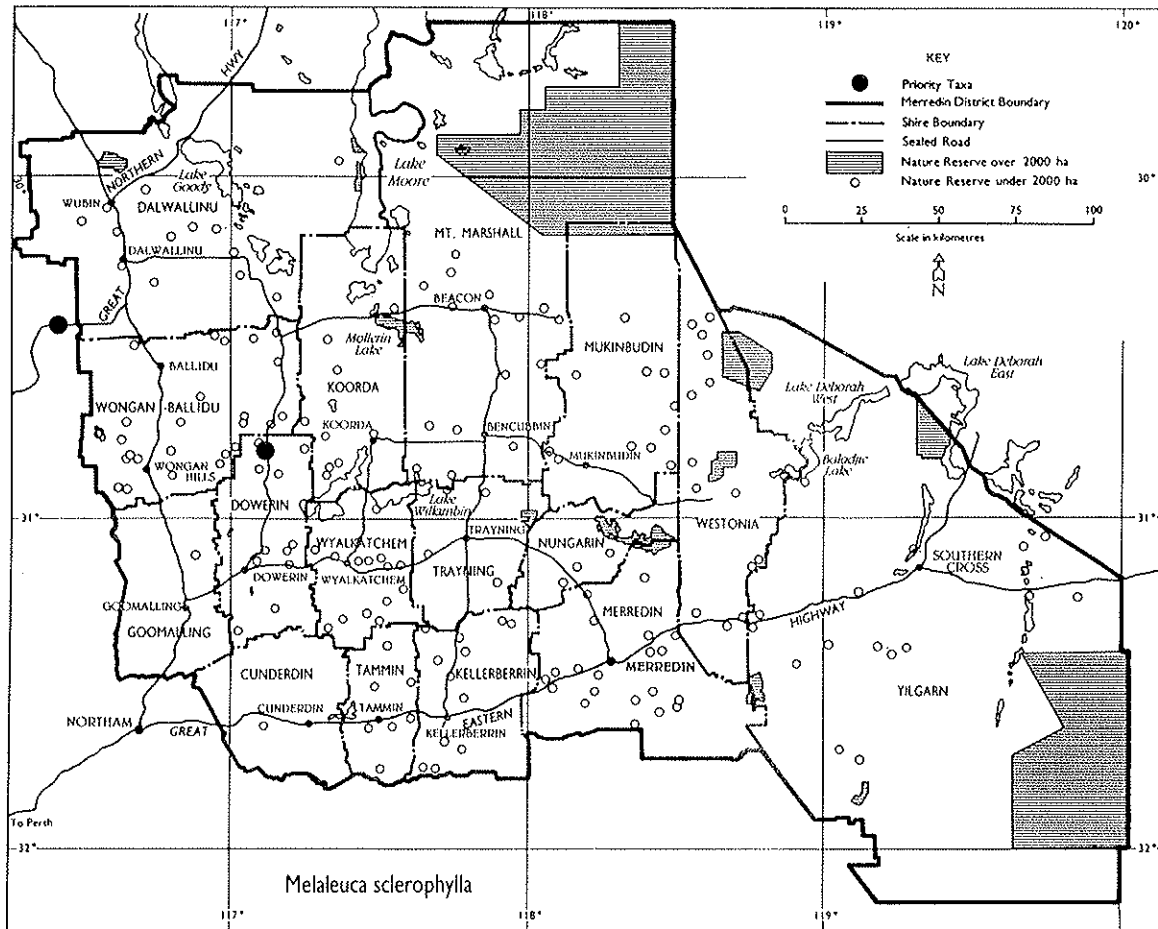 117°
118°
119°
120°
HWY
NORTHERN
Lake Goody
Lake Moore
WUBIN
DALWALLINU
DALWALLINU
MT. MARSHALL
GREAT
BEACON
Mollerin Lake
MUKINBUDIN
BALLIDU
KOORDA
WONGAN-BALLIDU
KOORDA
BENCUBBIN
MUKINBUDIN
WONGAN HILLS
DOWERIN
Lake Wilkunbin
Lake Deborah West
Lake Deborah East
Baladjie Lake
WESTONIA
31°
31°
WYALKATCHEM
TRAYNING
NUNGARIN
DOWERIN
WYALKATCHEM
TRAYNING
SOUTHERN CROSS
GOOMALLING
GOOMALLING
MERREDIN
HIGHWAY
CUNDERDIN
TAMMIN
KELLERBERRIN
MERREDIN
YILGARN
NORTHAM
GREAT
CUNDERDIN
TAMMIN
EASTERN
KELLERBERRIN
To Perth
32°
32°
Melaleuca sclerophylla
117°
118°
119°
KEY
Priority Taxa
Merredin District Boundary
Shire Boundary
Sealed Road
Nature Reserve over 2000 ha
Nature Reserve under 2000 ha
30°
30°
0 25 50 75 100
Scale in kilometres
N